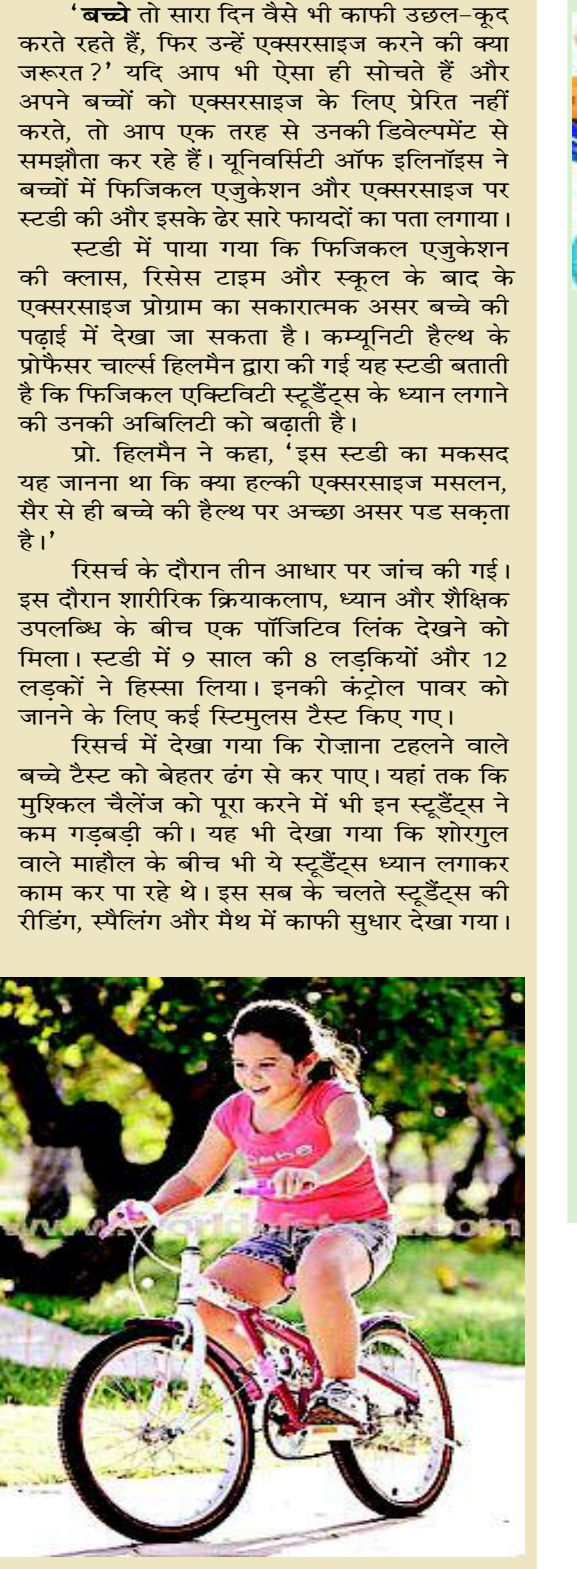 ‘बच्चे तो सारा दिन वैसे भी काफी उछल-कूद
करते रहते हैं, फिर उन्हें एक्सरसाइज करने की क्या
जरूरत?’ यदि आप भी ऐसा ही सोचते हैं और
अपने बच्चों को एक्सरसाइज के लिए प्रेरित नहीं
करते, तो आप एक तरह से उनकी डिवेल्पमेंट से
समझौता कर रहे हैं। यूनिवर्सिटी ऑफ इलिनॉइस ने
बच्चों में फिजिकल एजुकेशन और एक्सरसाइज पर
स्टडी की और इसके ढेर सारे फायदों का पता लगाया।
स्टडी में पाया गया कि फिजिकल एजुकेशन
की क्लास, रिसेस टाइम और स्कूल के बाद के
एक्सरसाइज प्रोग्राम का सकारात्मक असर बच्चे की
पढ़ाई में देखा जा सकता है। कम्यूनिटी हैल्थ के
प्रोफैसर चार्ल्स हिलमैन द्वारा की गई यह स्टडी बताती
है कि फिजिकल एक्टिविटी स्टूडैंट्स के ध्यान लगाने
की उनकी अबिलिटी को बढ़ाती है।
प्रो. हिलमैन ने कहा, ‘इस स्टडी का मकसद
यह जानना था कि क्या हल्की एक्सरसाइज मसलन,
सैर से ही बच्चे की हैल्थ पर अच्छा असर पड सक़ता
है।’
रिसर्च के दौरान तीन आधार पर जांच की गई।
इस दौरान शारीरिक क्रियाकलाप, ध्यान और शैक्षिक
उपलब्धि के बीच एक पॉजिटिव लिंक देखने को
मिला। स्टडी में 9 साल की 8 लड़कियों और 12
लड़कों ने हिस्सा लिया। इनकी कंट्रोल पावर को
जानने के लिए कई स्टिमुलस टैस्ट किए गए।
रिसर्च में देखा गया कि रोज़ाना टहलने वाले
बच्चे टैस्ट को बेहतर ढंग से कर पाए। यहां तक कि
मुश्किल चैलेंज को पूरा करने में भी इन स्टूडैंट्स ने
कम गड़बड़ी की। यह भी देखा गया कि शोरगुल
वाले माहौल के बीच भी ये स्टूडैंट्स ध्यान लगाकर
काम कर पा रहे थे। इस सब के चलते स्टूडैंट्स की
रीडिंग, स्पैलिंग और मैथ में काफी सुधार देखा गया।